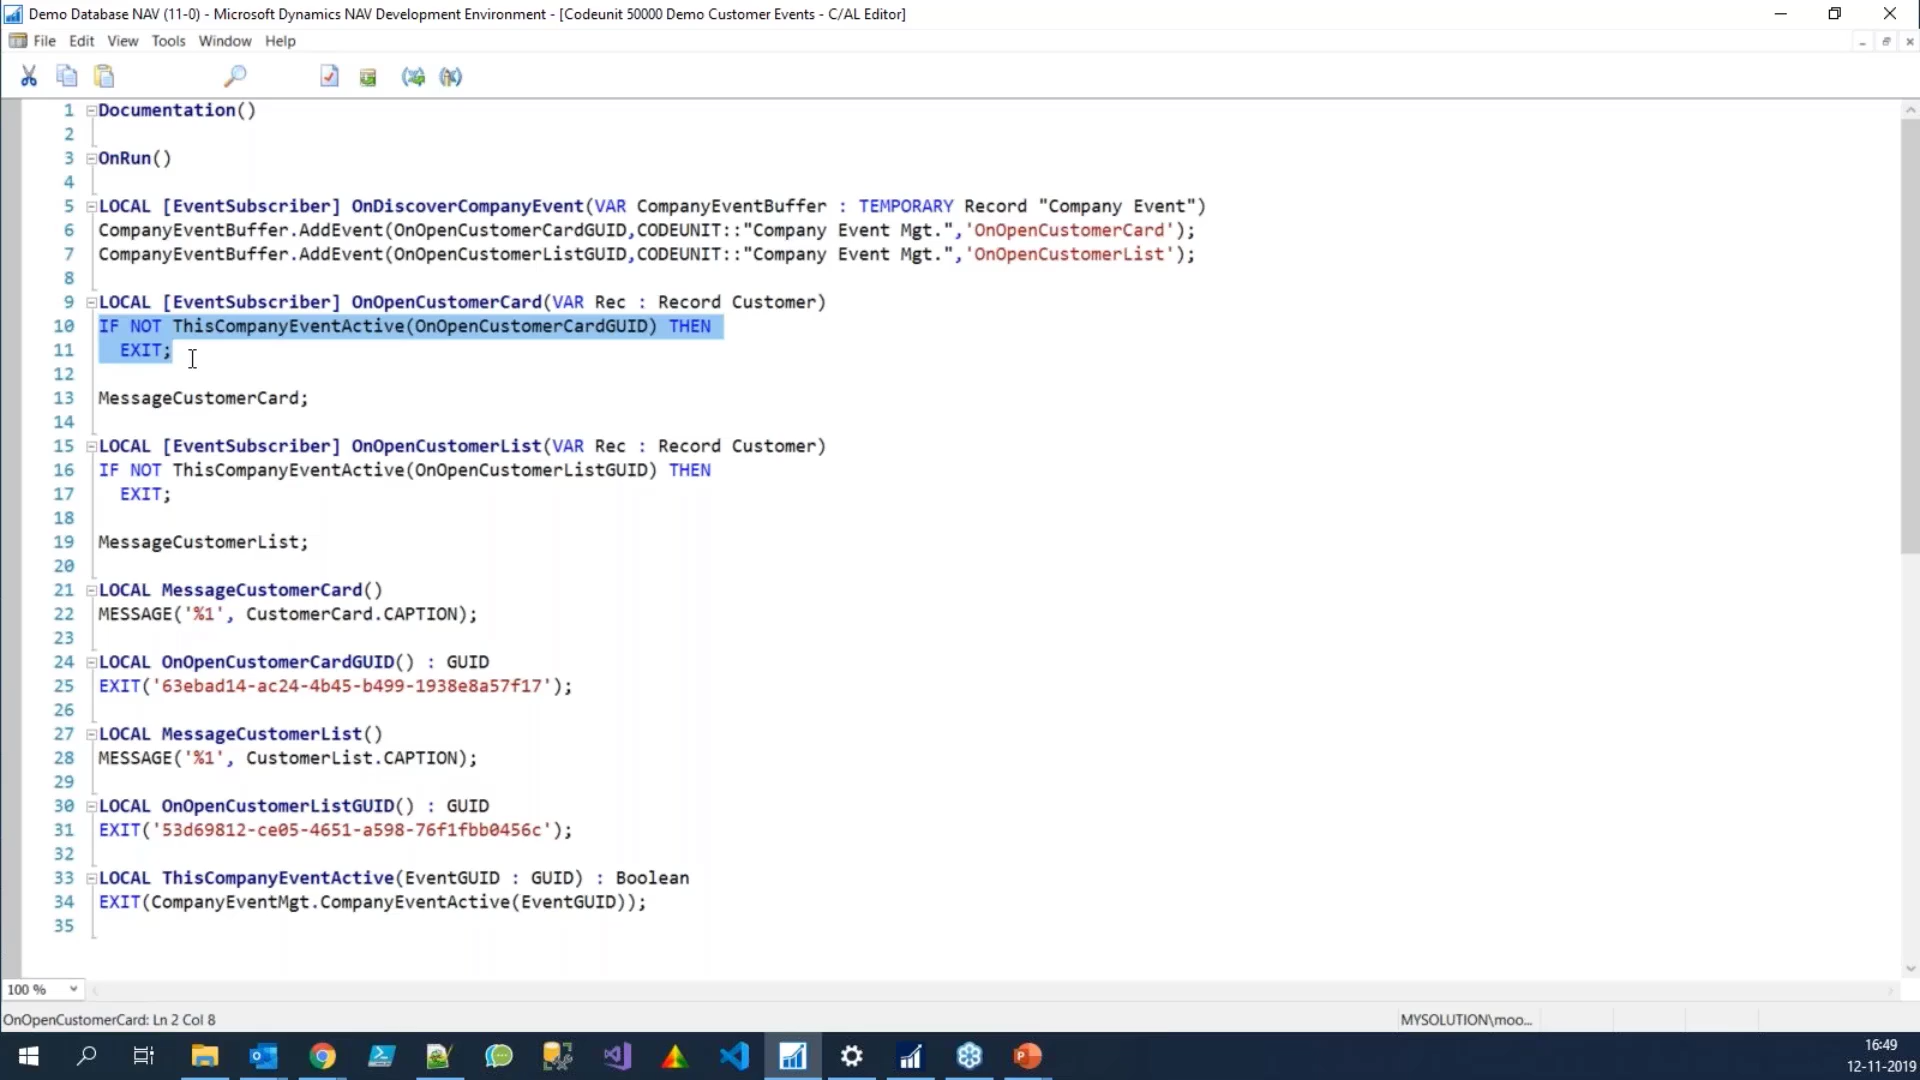 Demo Database NAV (11-0) - Microsoft Dynamics NAV Development Environment - [Codeunit 50000 Demo Customer Events - C/AL Editor]
File Edit View Tools Window Help
1 Documentation()
2
3 OnRun()
4
5 LOCAL [EventSubscriber] OnDiscoverCompanyEvent(VAR CompanyEventBuffer : TEMPORARY Record "Company Event")
6 CompanyEventBuffer.AddEvent(OnOpenCustomerCardGUID,CODEUNIT::"Company Event Mgt.",'OnOpenCustomerCard');
7 CompanyEventBuffer.AddEvent(OnOpenCustomerListGUID,CODEUNIT::"Company Event Mgt.",'OnOpenCustomerList');
8
9 LOCAL [EventSubscriber] OnOpenCustomerCard(VAR Rec : Record Customer)
10 IF NOT ThisCompanyEventActive(OnOpenCustomerCardGUID) THEN
11 EXIT;
12
13 MessageCustomerCard;
14
15 LOCAL [EventSubscriber] OnOpenCustomerList(VAR Rec : Record Customer)
16 IF NOT ThisCompanyEventActive(OnOpenCustomerListGUID) THEN
17 EXIT;
18
19 MessageCustomerList;
20
21 LOCAL MessageCustomerCard()
22 MESSAGE('%1', CustomerCard.CAPTION);
23
24 LOCAL OnOpenCustomerCardGUID() : GUID
25 EXIT('63ebad14-ac24-4b45-b499-1938e8a57f17');
26
27 LOCAL MessageCustomerList()
28 MESSAGE('%1', CustomerList.CAPTION);
29
30 LOCAL OnOpenCustomerListGUID() : GUID
31 EXIT('53d69812-ce05-4651-a598-76f1fbb0456c');
32
33 LOCAL ThisCompanyEventActive(EventGUID : GUID) : Boolean
34 EXIT(CompanyEventMgt.CompanyEventActive(EventGUID));
35
100 %
OnOpenCustomerCard: Ln 2 Col 8 MYSOLUTION\moo...
16:49
12-11-2019